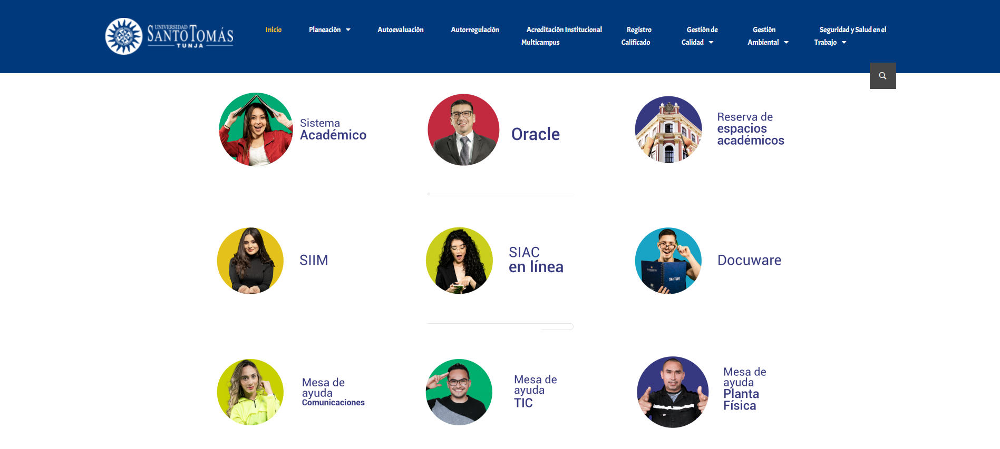 UNIVERSIDAD
SANTO TOMÁS
TUNJA
Inicio
Planeación
Autoevaluación
Autorregulación
Acreditación Institucional
Multicampus
Registro
Calificado
Gestión de
Calidad
Gestión
Ambiental
Seguridad y Salud en el
Trabajo
Sistema
Académico
Oracle
Reserva de
espacios
académicos
SIIM
SIAC
en línea
Docuware
Mesa de
ayuda
Comunicaciones
Mesa de
ayuda
TIC
Mesa de
ayuda
Planta
Física